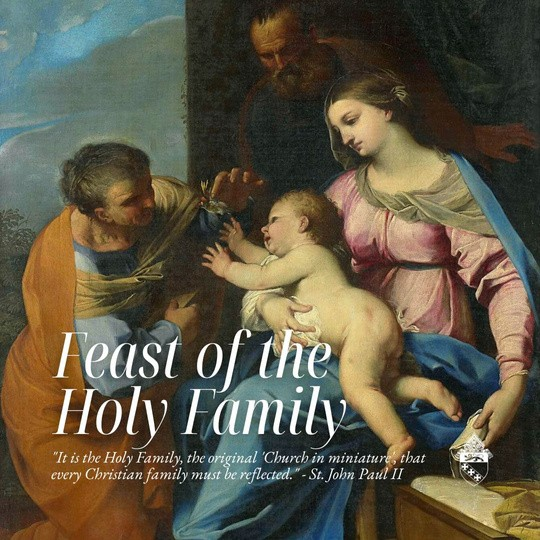 Feast of the
Holy Family
"It is the Holy Family, the original 'Church in miniature', that
every Christian family must be reflected." - St. John Paul II